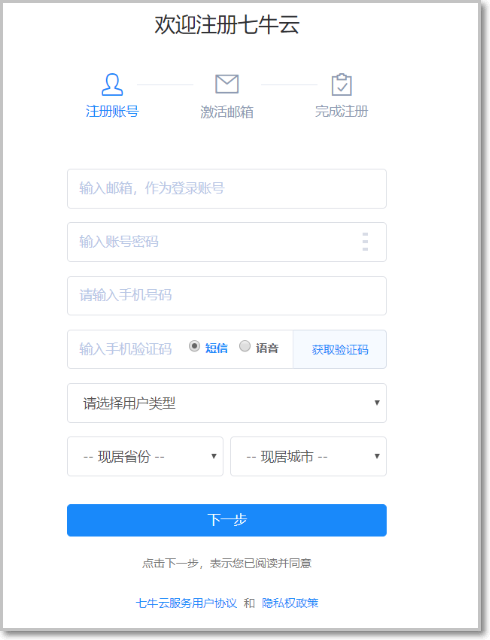 欢迎注册七牛云
注册账号 激活邮箱 完成注册
输入邮箱，作为登录账号
输入账号密码
请输入手机号码
输入手机验证码 短信 语音 获取验证码
请选择用户类型
-- 现居省份 -- -- 现居城市 --
下一步
点击下一步，表示您已阅读并同意
七牛云服务用户协议 和 隐私权政策